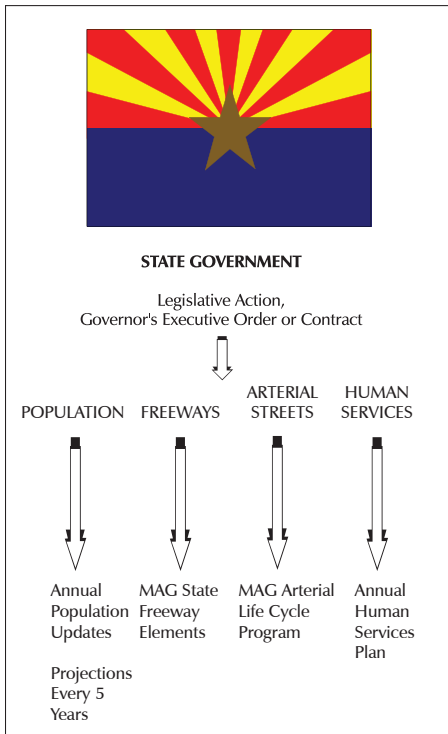 STATE GOVERNMENT
Legislative Action,
Governor's Executive Order or Contract
POPULATION
FREEWAYS
ARTERIAL
STREETS
HUMAN
SERVICES
Annual
Population
Updates
Projections
Every 5
Years
MAG State
Freeway
Elements
MAG Arterial
Life Cycle
Program
Annual
Human
Services
Plan